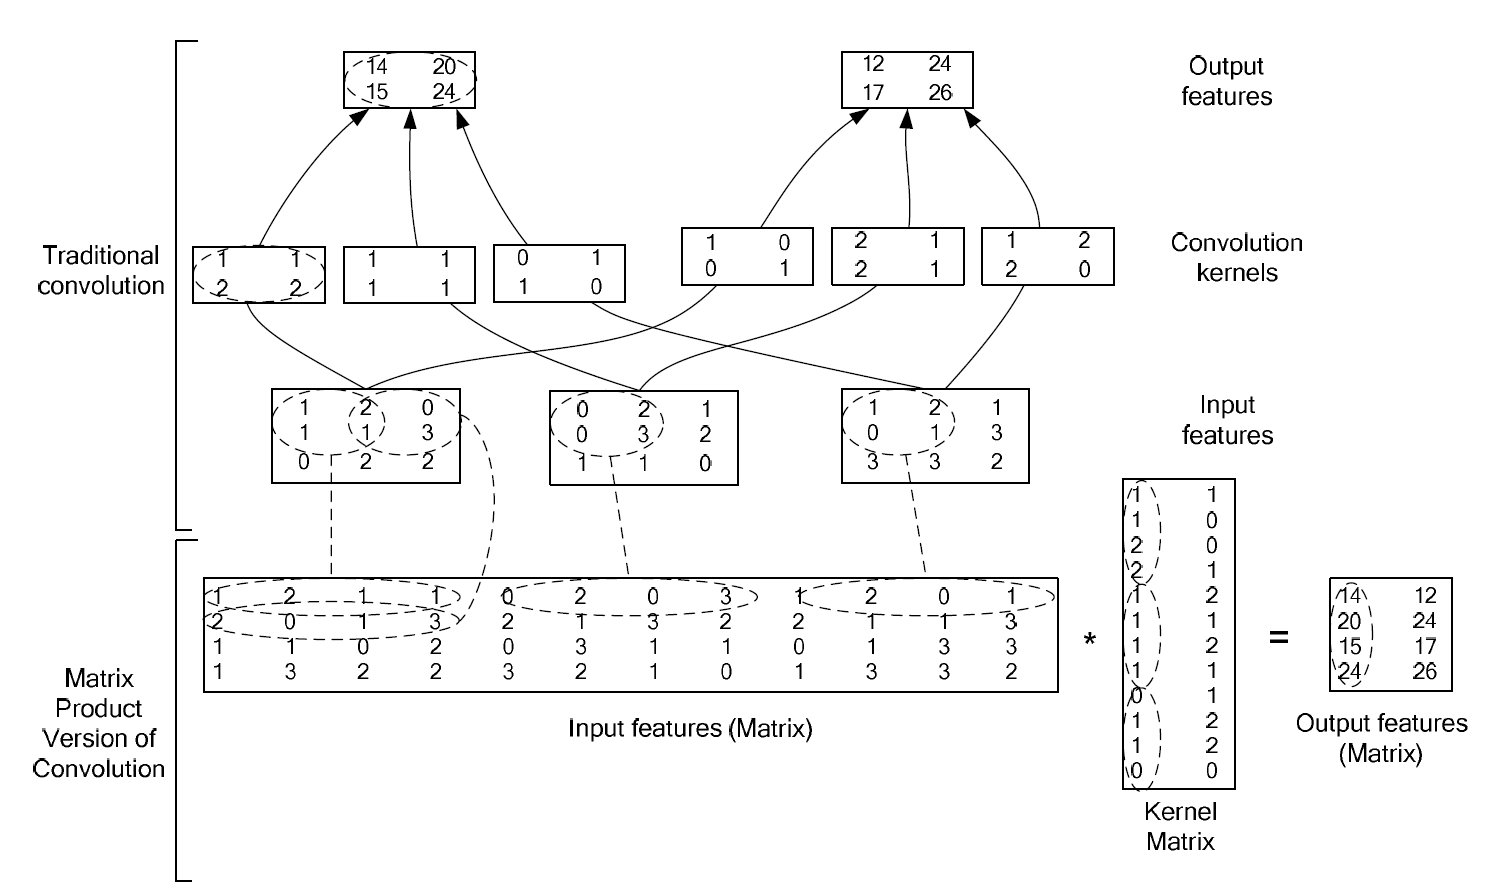 14 20
15 24
12 24
17 26
Output
features
Traditional
convolution
1 1
2 2
1 1
1 1
0 1
1 0
1 0
0 1
2 1
2 1
1 2
2 0
Convolution
kernels
1 2 0
1 1 3
0 2 2
0 2 1
0 3 2
1 1 0
1 2 1
0 1 3
3 3 2
Input
features
Matrix
Product
Version of
Convolution
1 2 1 1 0 2 0 3 1 2 0 1
2 0 1 3 2 1 3 2 2 1 1 3
1 1 0 2 0 3 1 1 0 1 3 3
1 3 2 2 3 2 1 0 1 3 3 2
Input features (Matrix)
*
1 1
1 0
2 0
2 1
1 2
1 1
1 2
1 1
0 1
1 2
1 2
0 0
Kernel
Matrix
=
14 12
20 24
15 17
24 26
Output features
(Matrix)